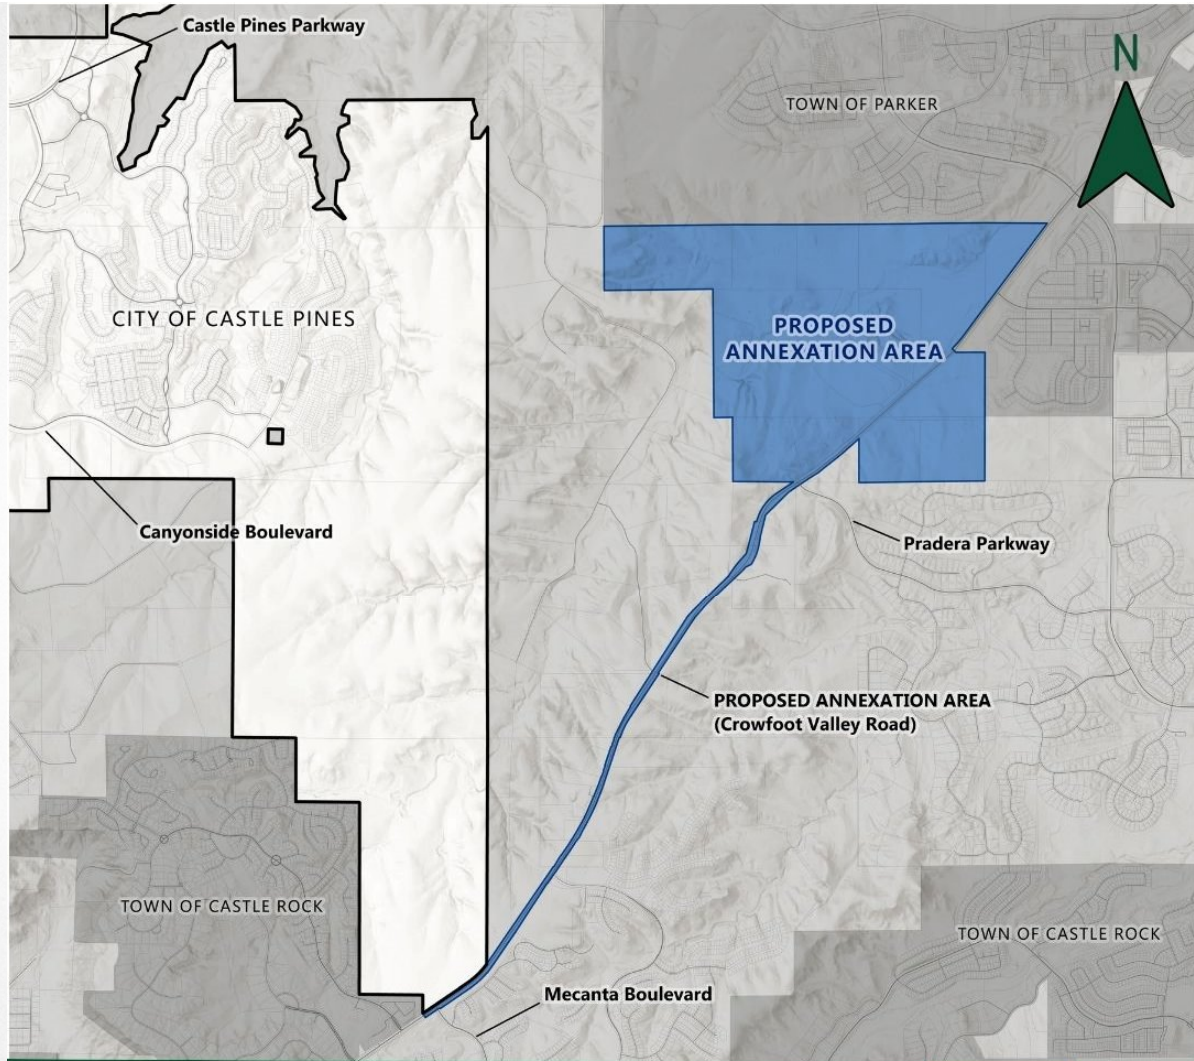 Castle Pines Parkway
N
TOWN OF PARKER
CITY OF CASTLE PINES
PROPOSED
ANNEXATION AREA
Canyonside Boulevard
Pradera Parkway
PROPOSED ANNEXATION AREA
(Crowfoot Valley Road)
TOWN OF CASTLE ROCK
TOWN OF CASTLE ROCK
Mecanta Boulevard